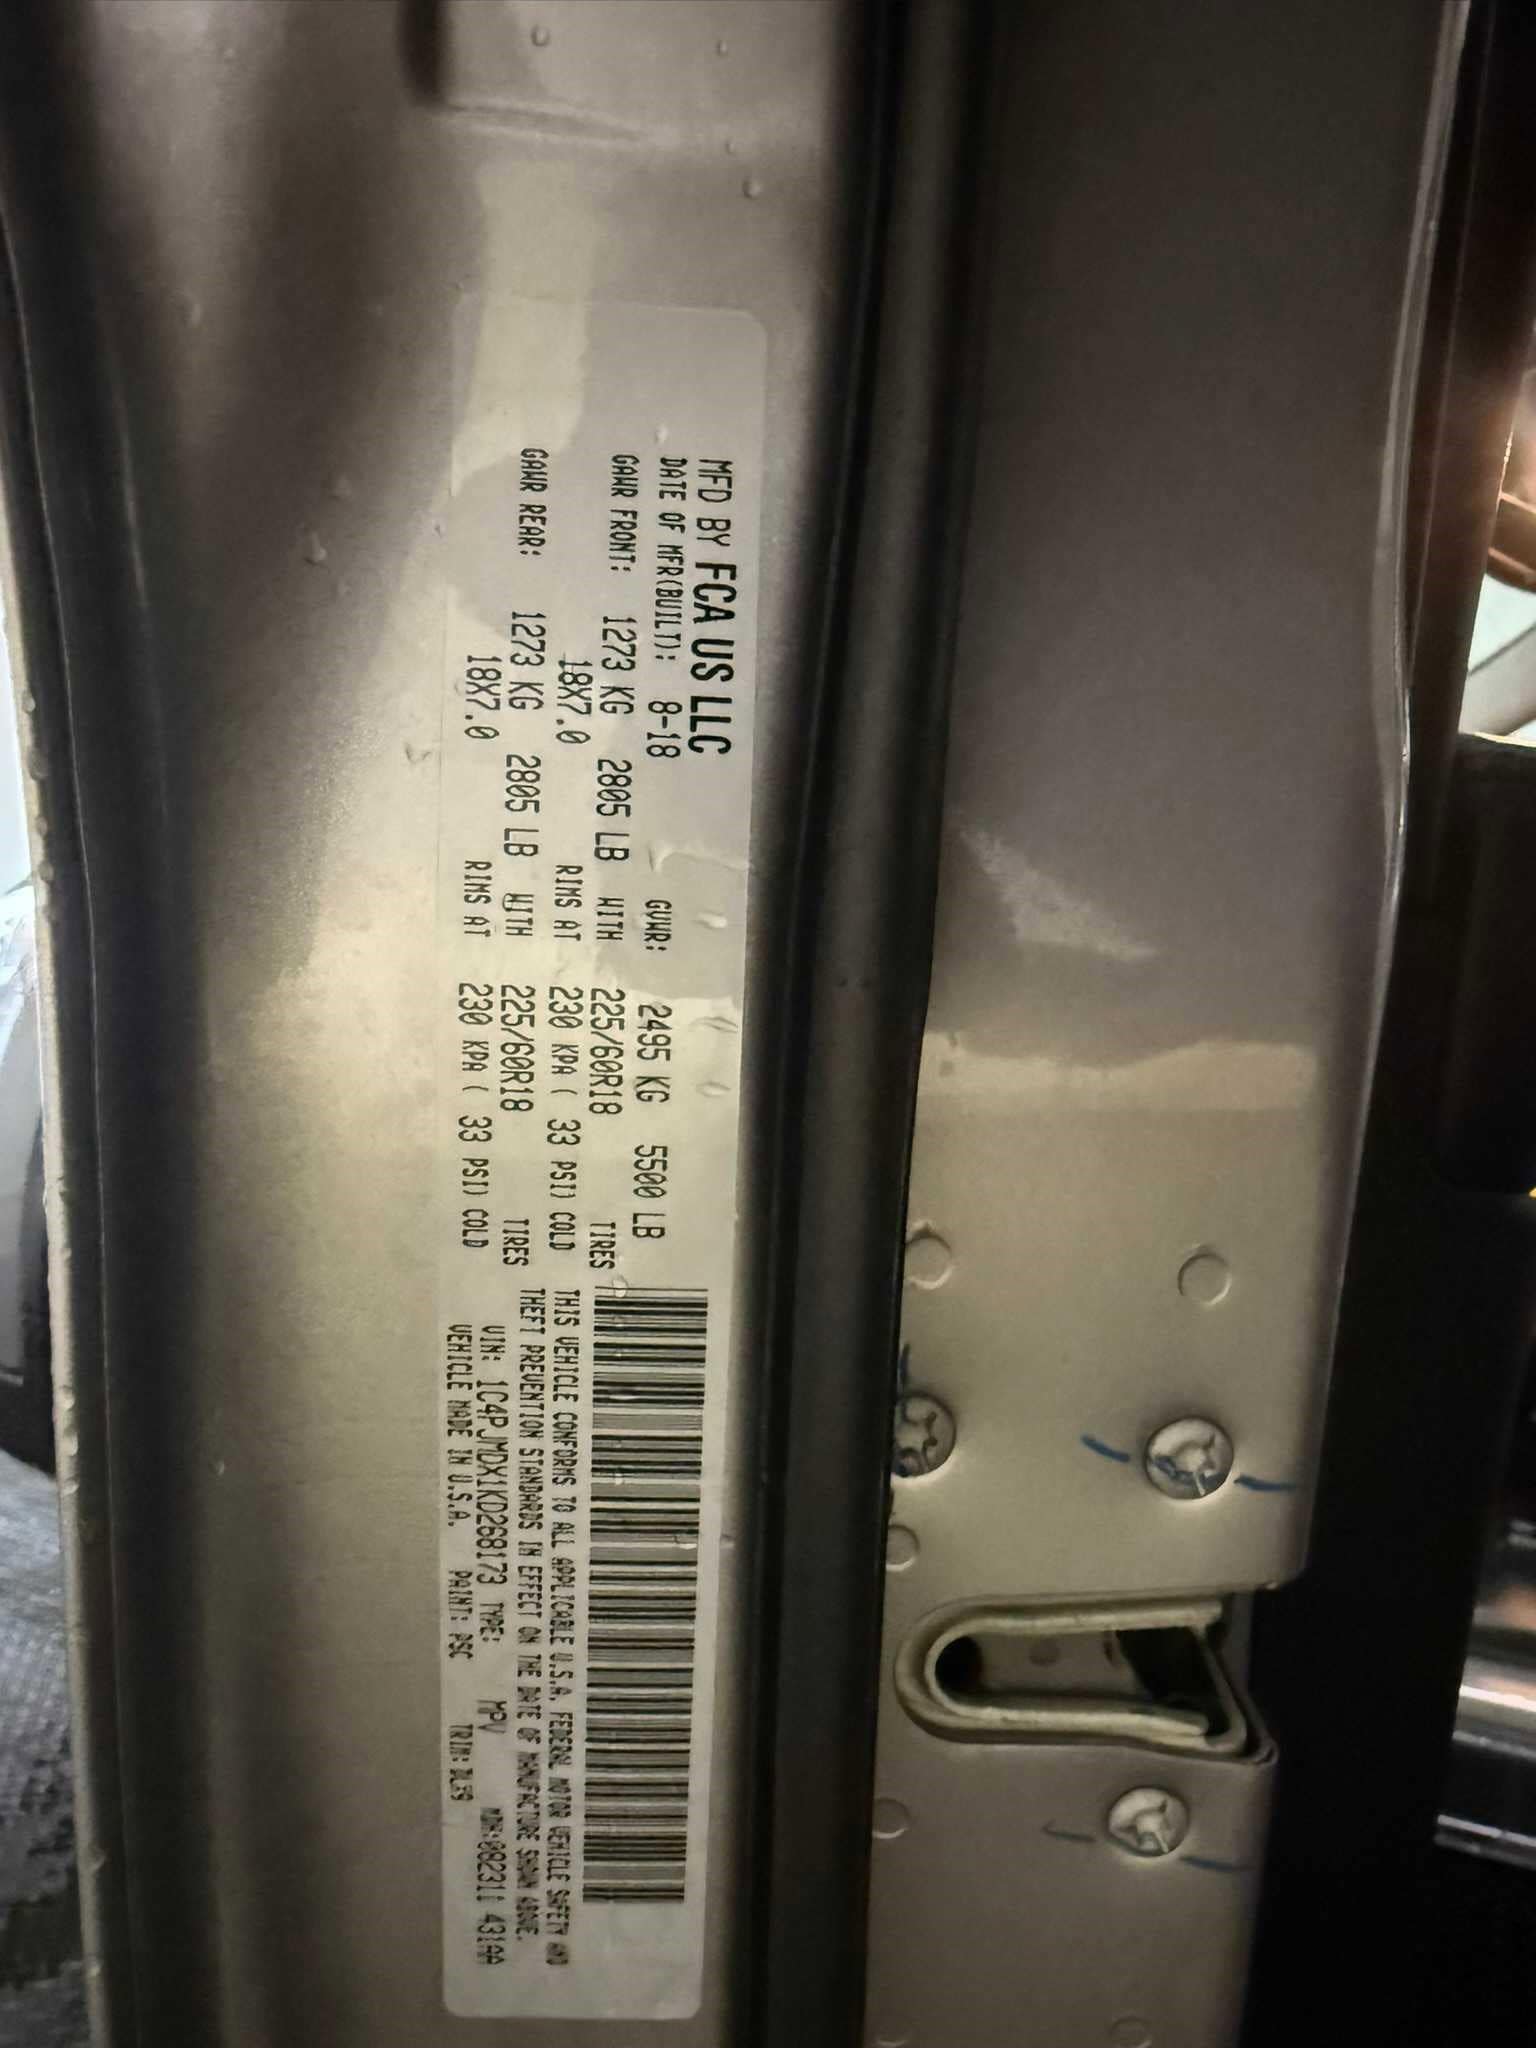 MFD BY FCA US LLC
DATE OF MFR(BUILT): 8-18 GVWR: 2495 KG 5500 LB
GAWR FRONT: 1273 KG 2805 LB WITH 225/60R18 TIRES
18X7.0 RIMS AT 230 KPA ( 33 PSI) COLD
GAWR REAR: 1273 KG 2805 LB WITH 225/60R18 TIRES
18X7.0 RIMS AT 230 KPA ( 33 PSI) COLD
THIS VEHICLE CONFORMS TO ALL APPLICABLE U.S.A. FEDERAL MOTOR VEHICLE SAFETY AND
THEFT PREVENTION STANDARDS IN EFFECT ON THE DATE OF MANUFACTURE SHOWN ABOVE.
VIN: 1C4PJMDX1KD268173 TYPE: MPV MDH:082311 431AA
VEHICLE MADE IN U.S.A. PAINT: PSC TRIM: